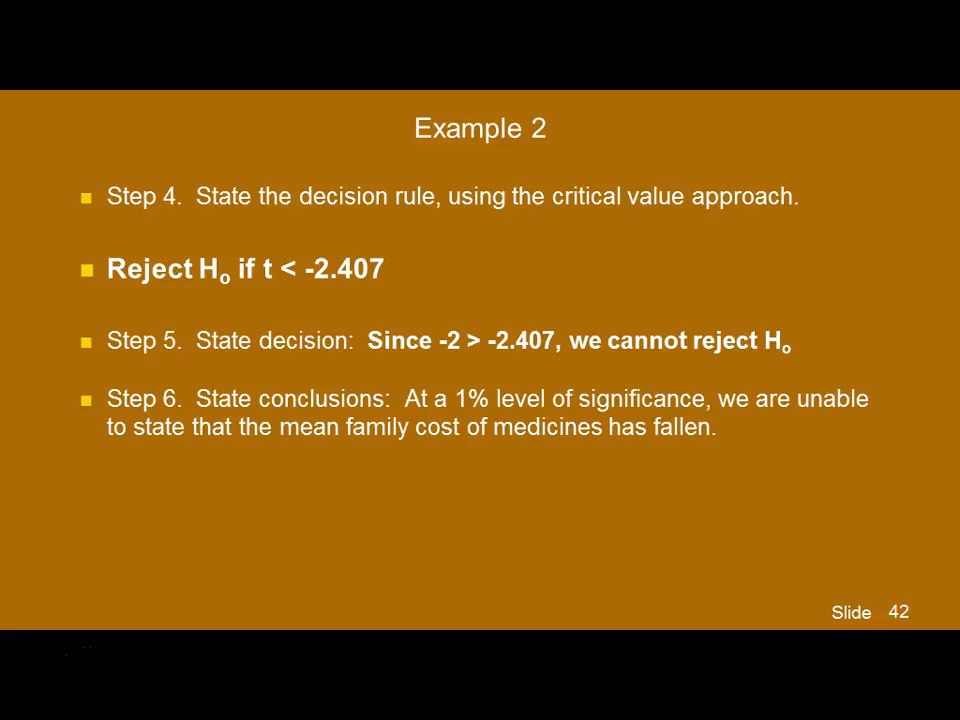 Example 2
Step 4. State the decision rule, using the critical value approach.
Reject Ho if t < -2.407
Step 5. State decision: Since -2 > -2.407, we cannot reject Ho
Step 6. State conclusions: At a 1% level of significance, we are unable
to state that the mean family cost of medicines has fallen.
Slide 42